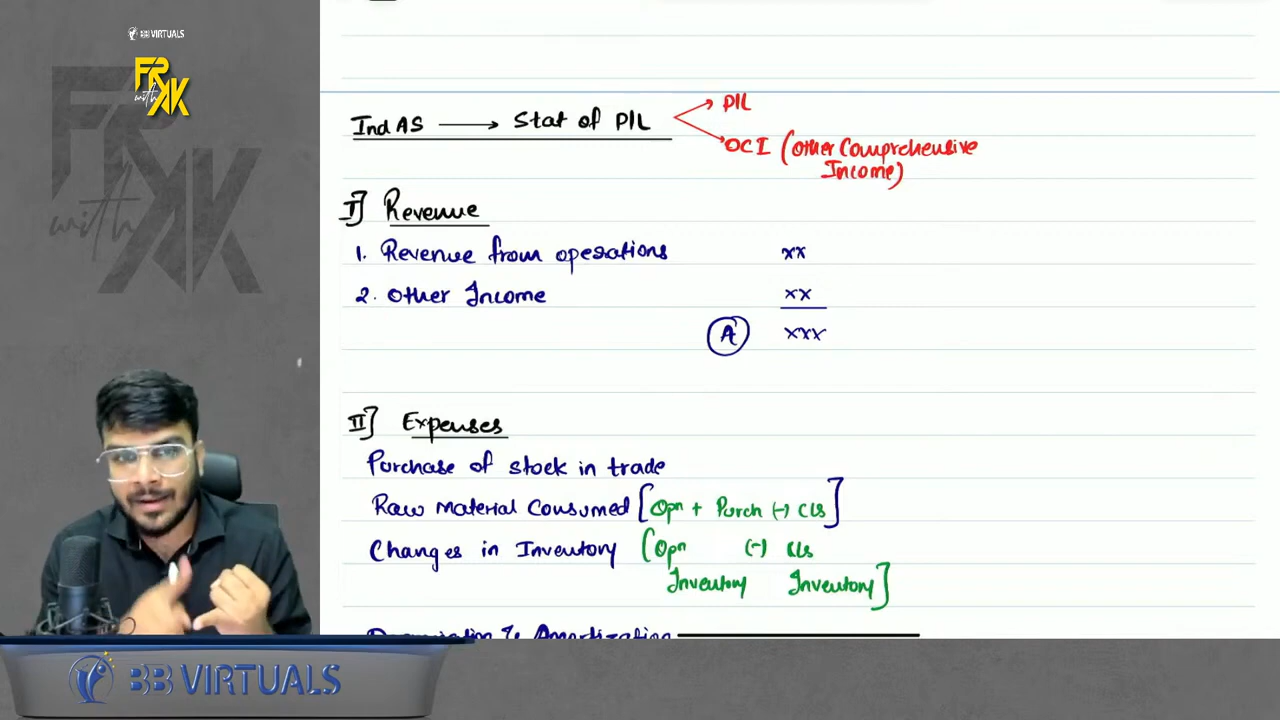 BB VIRTUALS
FR
with
AK
Ind AS → Stat of P/L
P/L
OCI (Other Comprehensive
Income)
I] Revenue
1. Revenue from operations xx
2. Other Income xx
A xxx
II] Expenses
Purchase of stock in trade
Raw Material Consumed [Opn + Purch (-) Cls]
Changes in Inventory (Opn (-) Cls
Inventory Inventory]
Depreciation & Amortization
BB VIRTUALS